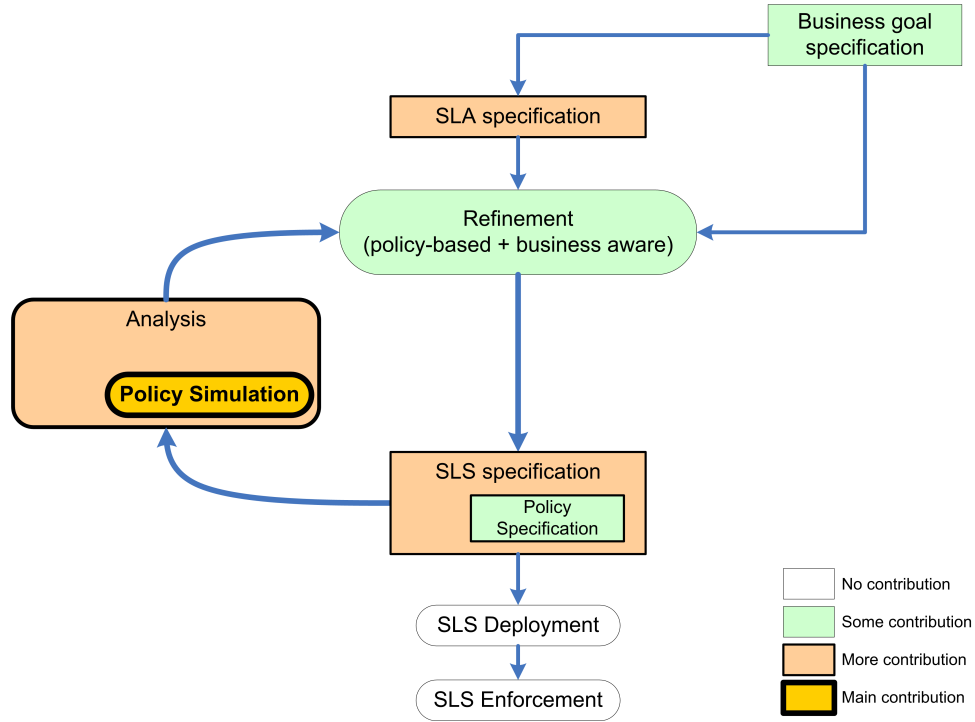 Business goal
specification
SLA specification
Refinement
(policy-based + business aware)
Analysis
Policy Simulation
SLS specification
Policy
Specification
SLS Deployment
SLS Enforcement
No contribution
Some contribution
More contribution
Main contribution